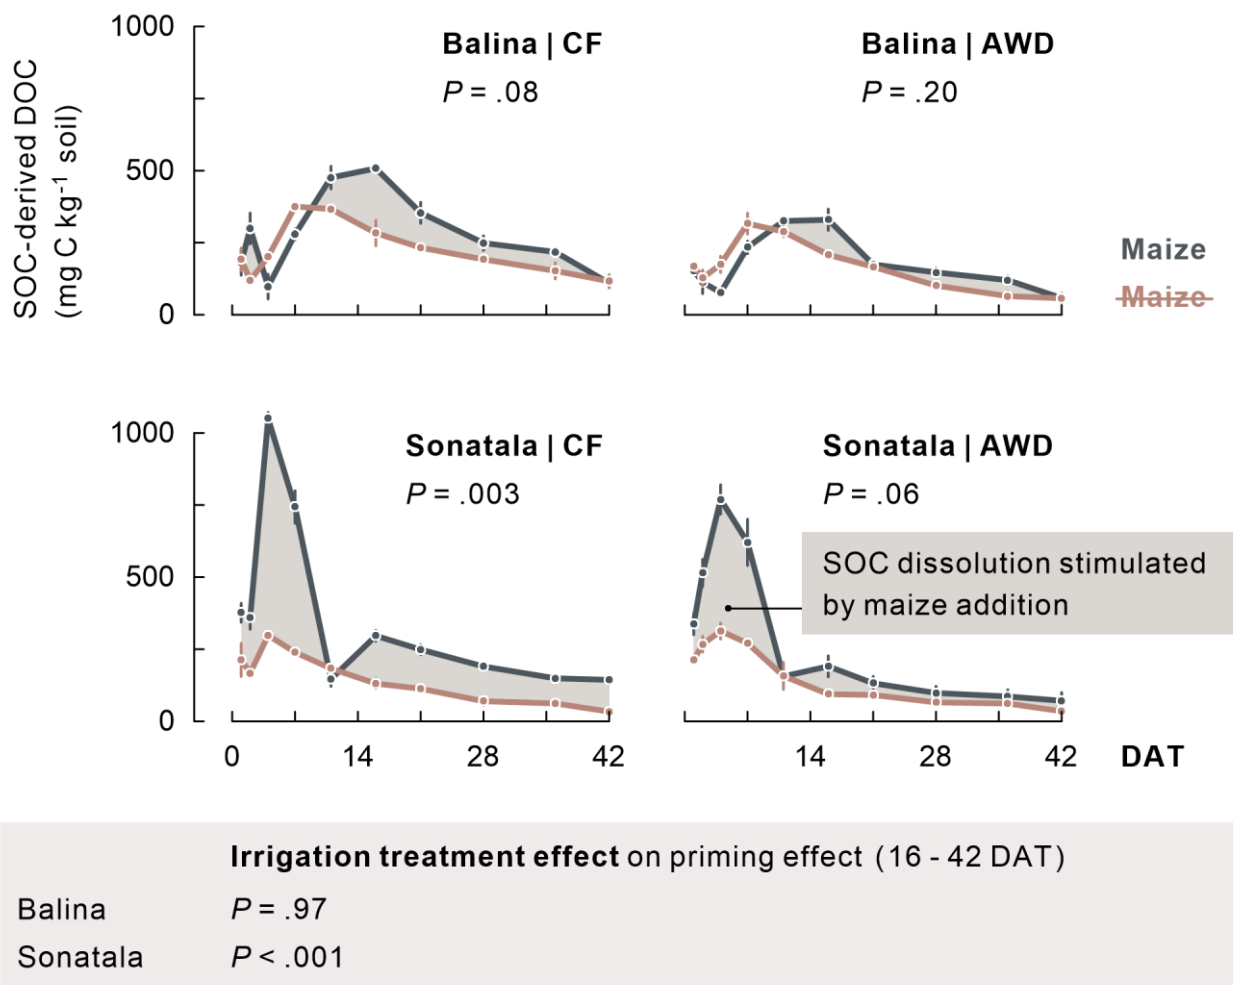 SOC-derived DOC
(mg C kg⁻¹ soil)
1000
500
0
Balina | CF
P = .08
Balina | AWD
P = .20
Maize
Maize
1000
500
0
Sonatala | CF
P = .003
Sonatala | AWD
P = .06
SOC dissolution stimulated
by maize addition
0 14 28 42
14 28 42 DAT
Irrigation treatment effect on priming effect (16 - 42 DAT)
Balina P = .97
Sonatala P < .001